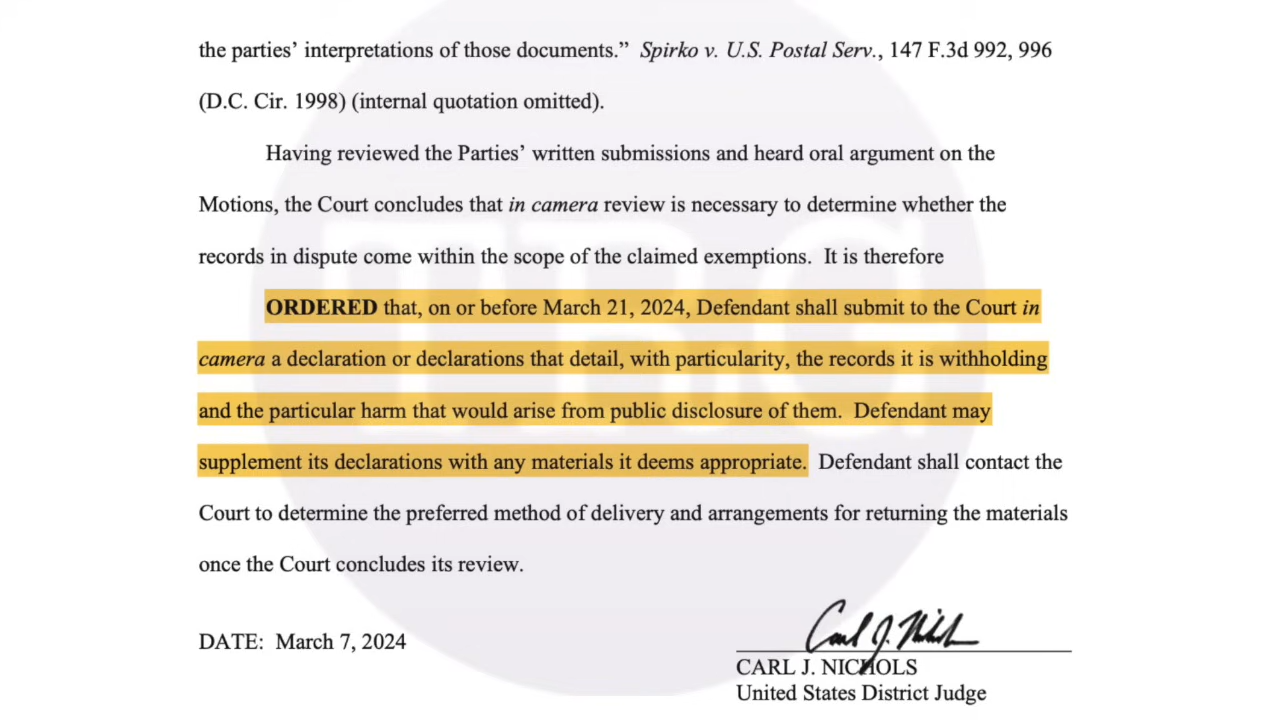 the parties’ interpretations of those documents.” Spirko v. U.S. Postal Serv., 147 F.3d 992, 996
(D.C. Cir. 1998) (internal quotation omitted).
Having reviewed the Parties’ written submissions and heard oral argument on the
Motions, the Court concludes that in camera review is necessary to determine whether the
records in dispute come within the scope of the claimed exemptions. It is therefore
ORDERED that, on or before March 21, 2024, Defendant shall submit to the Court in
camera a declaration or declarations that detail, with particularity, the records it is withholding
and the particular harm that would arise from public disclosure of them. Defendant may
supplement its declarations with any materials it deems appropriate. Defendant shall contact the
Court to determine the preferred method of delivery and arrangements for returning the materials
once the Court concludes its review.
DATE: March 7, 2024
Carl J. Nichols
CARL J. NICHOLS
United States District Judge